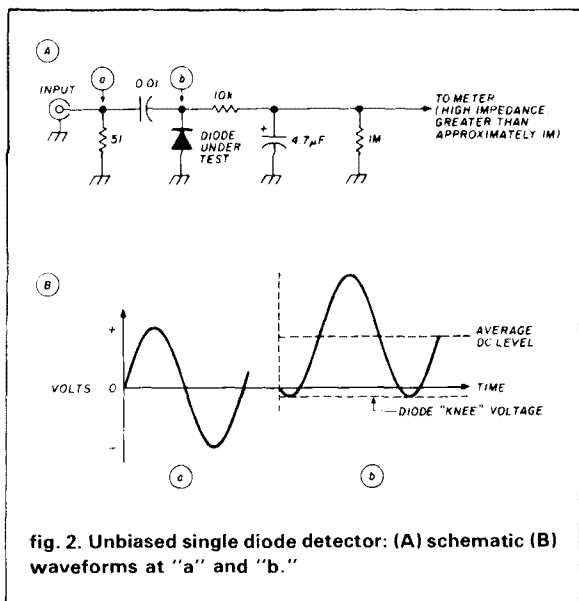 A
INPUT
a
0.01
b
10k
51
DIODE
UNDER
TEST
+
4.7µF
1M
TO METER
(HIGH IMPEDANCE
GREATER THAN
APPROXIMATELY 1M)
B
+
VOLTS 0
-
AVERAGE
DC LEVEL
TIME
DIODE "KNEE" VOLTAGE
a
b
fig. 2. Unbiased single diode detector: (A) schematic (B)
waveforms at "a" and "b."